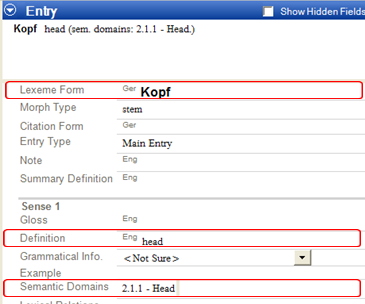 Entry Show Hidden Fields
Kopf head (sem. domains: 2.1.1 - Head.)
Lexeme Form Ger Kopf
Morph Type stem
Citation Form Ger
Entry Type Main Entry
Note Eng
Summary Definition Eng
Sense 1
Gloss Eng
Definition Eng head
Grammatical Info. <Not Sure>
Example
Semantic Domains 2.1.1 - Head
Lexical Relations